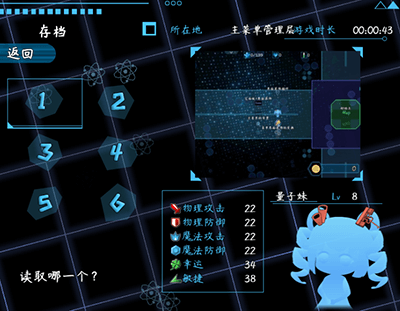 存档
所在地
主菜单管理层
游戏时长
00:00:43
返回
1
2
3
4
5
6
读取哪一个？
物理攻击 22
物理防御 22
魔法攻击 22
魔法防御 22
幸运 34
敏捷 38
量子妹 Lv 8